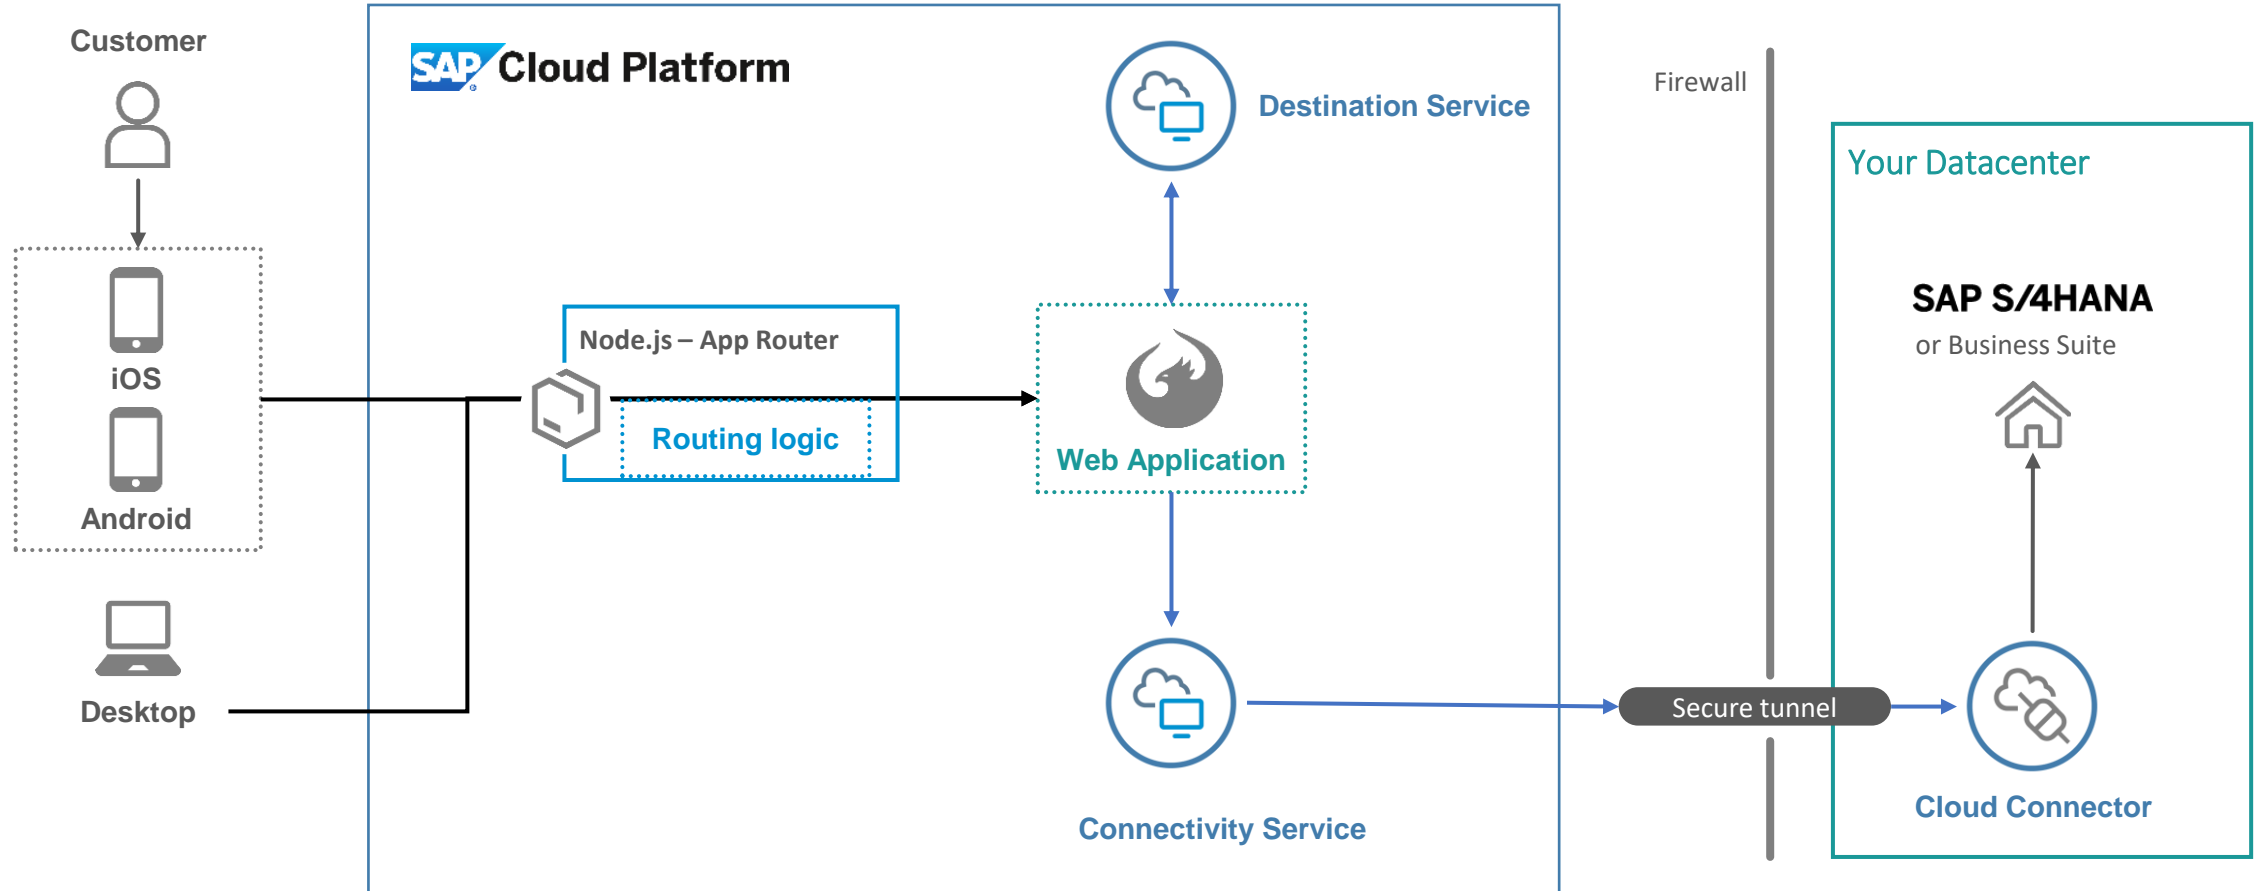 Customer
iOS
Android
Desktop
SAP Cloud Platform
Node.js – App Router
Routing logic
Destination Service
Web Application
Connectivity Service
Firewall
Secure tunnel
Your Datacenter
SAP S/4HANA
or Business Suite
Cloud Connector